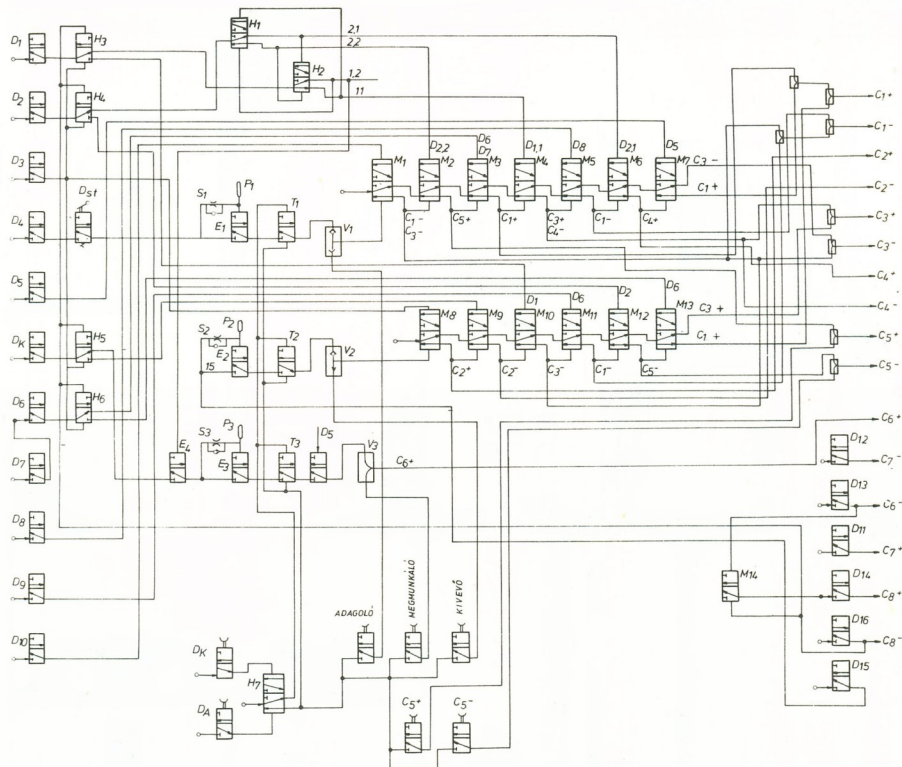 D1
D2
D3
D4
D5
DK
D6
D7
D8
D9
D10
H3
H4
Dst
H5
H6
H1
H2
2,1
2,2
1,2
11
S1
P1
E1
T1
V1
S2
P2
15
E2
T2
V2
E4
S3
P3
E3
T3
D5
V3
C6+
M1
D2,2
M2
D6
D7
M3
D1,1
M4
D8
M5
D2,1
M6
D5
M7
C3 -
C1 +
C1 -
C3 -
C5+
C1+
C3+
C4-
C1-
C4+
M8
M9
D1
M10
D6
M11
D2
M12
D6
M13
C3 +
C1 +
C2+
C2-
C3-
C1-
C5-
C1+
C1-
C2+
C2-
C3+
C3-
C4+
C4-
C5+
C5-
C6+
D12
C7-
D13
C6-
D11
C7+
M14
D14
C8+
D16
C8-
D15
ADAGOLÓ
MEGMUNKÁLÓ
KIVEVŐ
DK
H7
DA
C5+
C5-